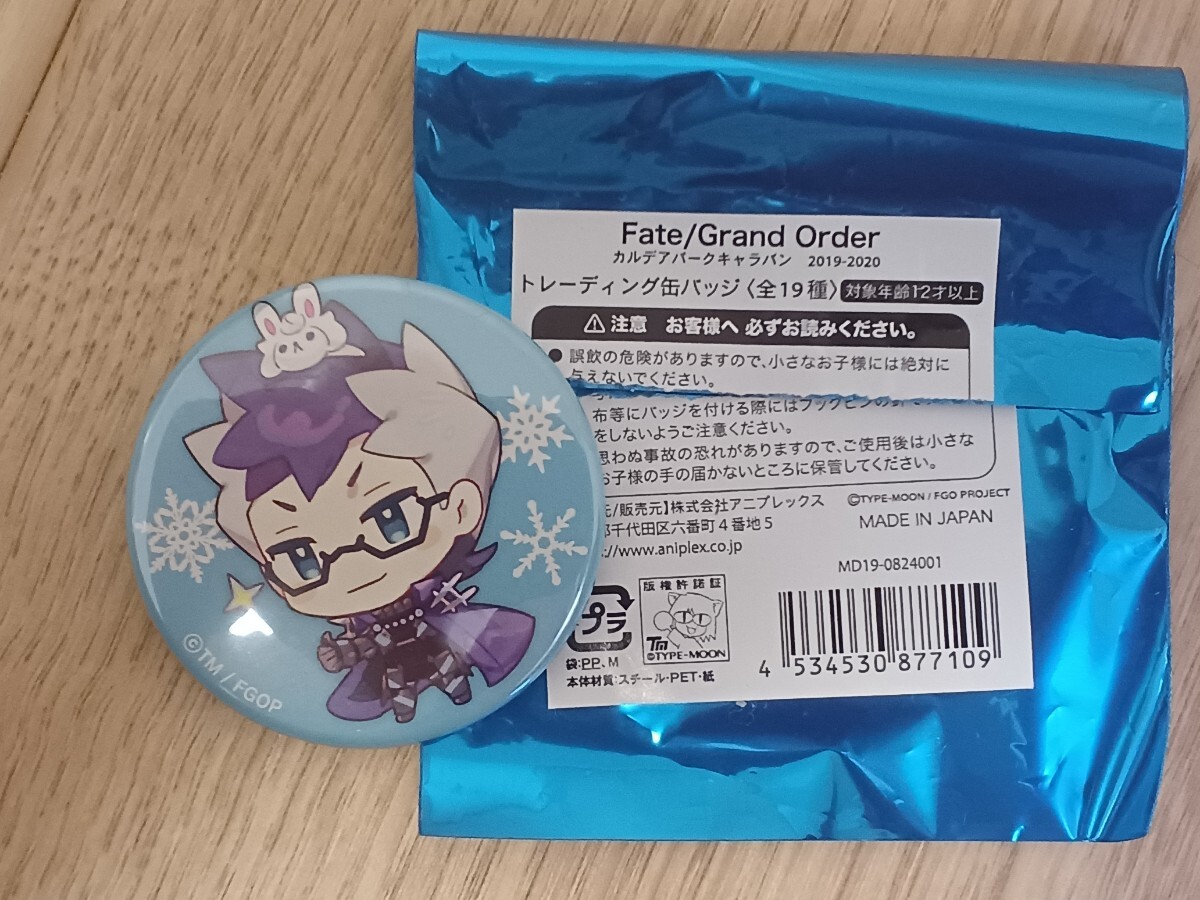 Fate/Grand Order
カルデアパークキャラバン 2019-2020
トレーディング缶バッジ〈全19種〉 対象年齢12才以上
⚠注意 お客様へ 必ずお読みください。
●誤飲の危険がありますので、小さなお子様には絶対に
与えないでください。
布等にバッジを付ける際には
をしないようご注意ください。
思わぬ事故の恐れがありますので、ご使用後は小さな
お子様の手の届かないところに保管してください。
元/販売元】株式会社アニプレックス
都千代田区六番町4番地5
://www.aniplex.co.jp
©TYPE-MOON / FGO PROJECT
MADE IN JAPAN
MD19-0824001
プラ
袋:PP、M
本体材質:スチール・PET・紙
版権許諾証
TM
©TYPE-MOON
4 534530 877109
©TM / FGOP